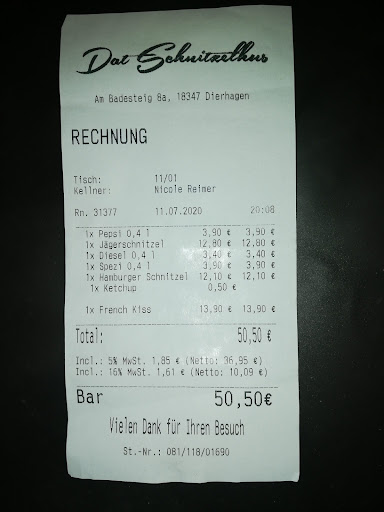 Dat Schnitzelhus
Am Badesteig 8a, 18347 Dierhagen
RECHNUNG
Tisch: 11/01
Kellner: Nicole Reimer
Rn. 31377 11.07.2020 20:08
1x Pepsi 0,4 l 3,90 € 3,90 €
1x Jägerschnitzel 12,80 € 12,80 €
1x Diesel 0,4 l 3,40 € 3,40 €
1x Spezi 0,4 l 3,90 € 3,90 €
1x Hamburger Schnitzel 12,10 € 12,10 €
1x Ketchup 0,50 €
1x French Kiss 13,90 € 13,90 €
Total: 50,50 €
Incl.: 5% MwSt. 1,85 € (Netto: 36,95 €)
Incl.: 16% MwSt. 1,61 € (Netto: 10,09 €)
Bar 50,50€
Vielen Dank für Ihren Besuch
St.-Nr.: 081/118/01690